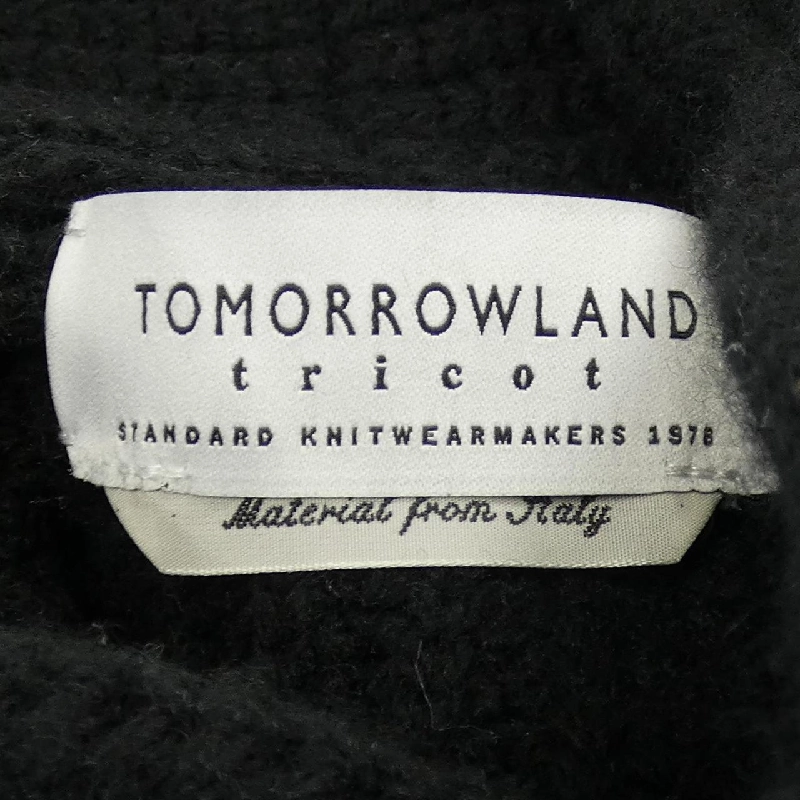 TOMORROWLAND
tricot
STANDARD KNITWEARMAKERS 1978
Material from Italy